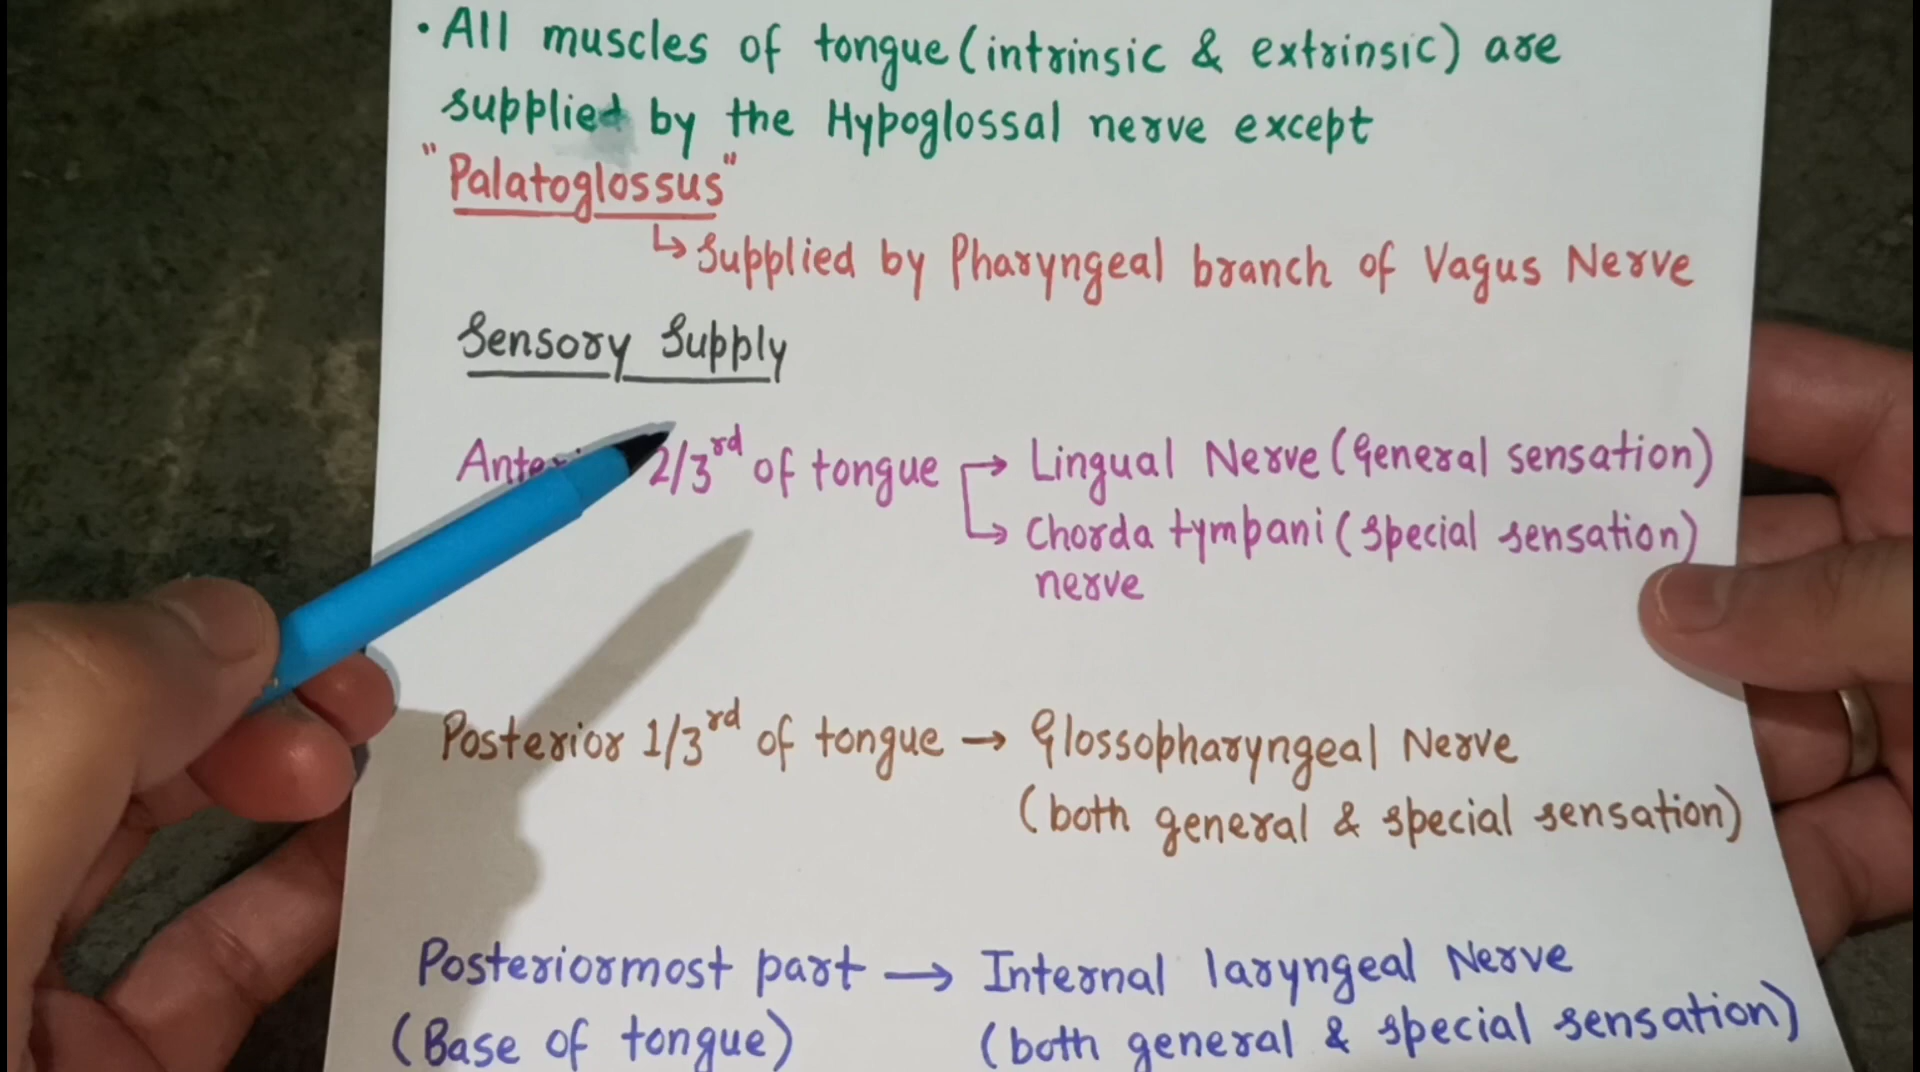 • All muscles of tongue (intrinsic & extrinsic) are
supplied by the Hypoglossal nerve except
"Palatoglossus"
↳ Supplied by Pharyngeal branch of Vagus Nerve
Sensory Supply
2/3rd of tongue → Lingual Nerve (General sensation)
→ Chorda tympani (special sensation)
nerve
Posterior 1/3rd of tongue → Glossopharyngeal Nerve
(both general & special sensation)
Posteriormost part → Internal laryngeal Nerve
(Base of tongue) (both general & special sensation)